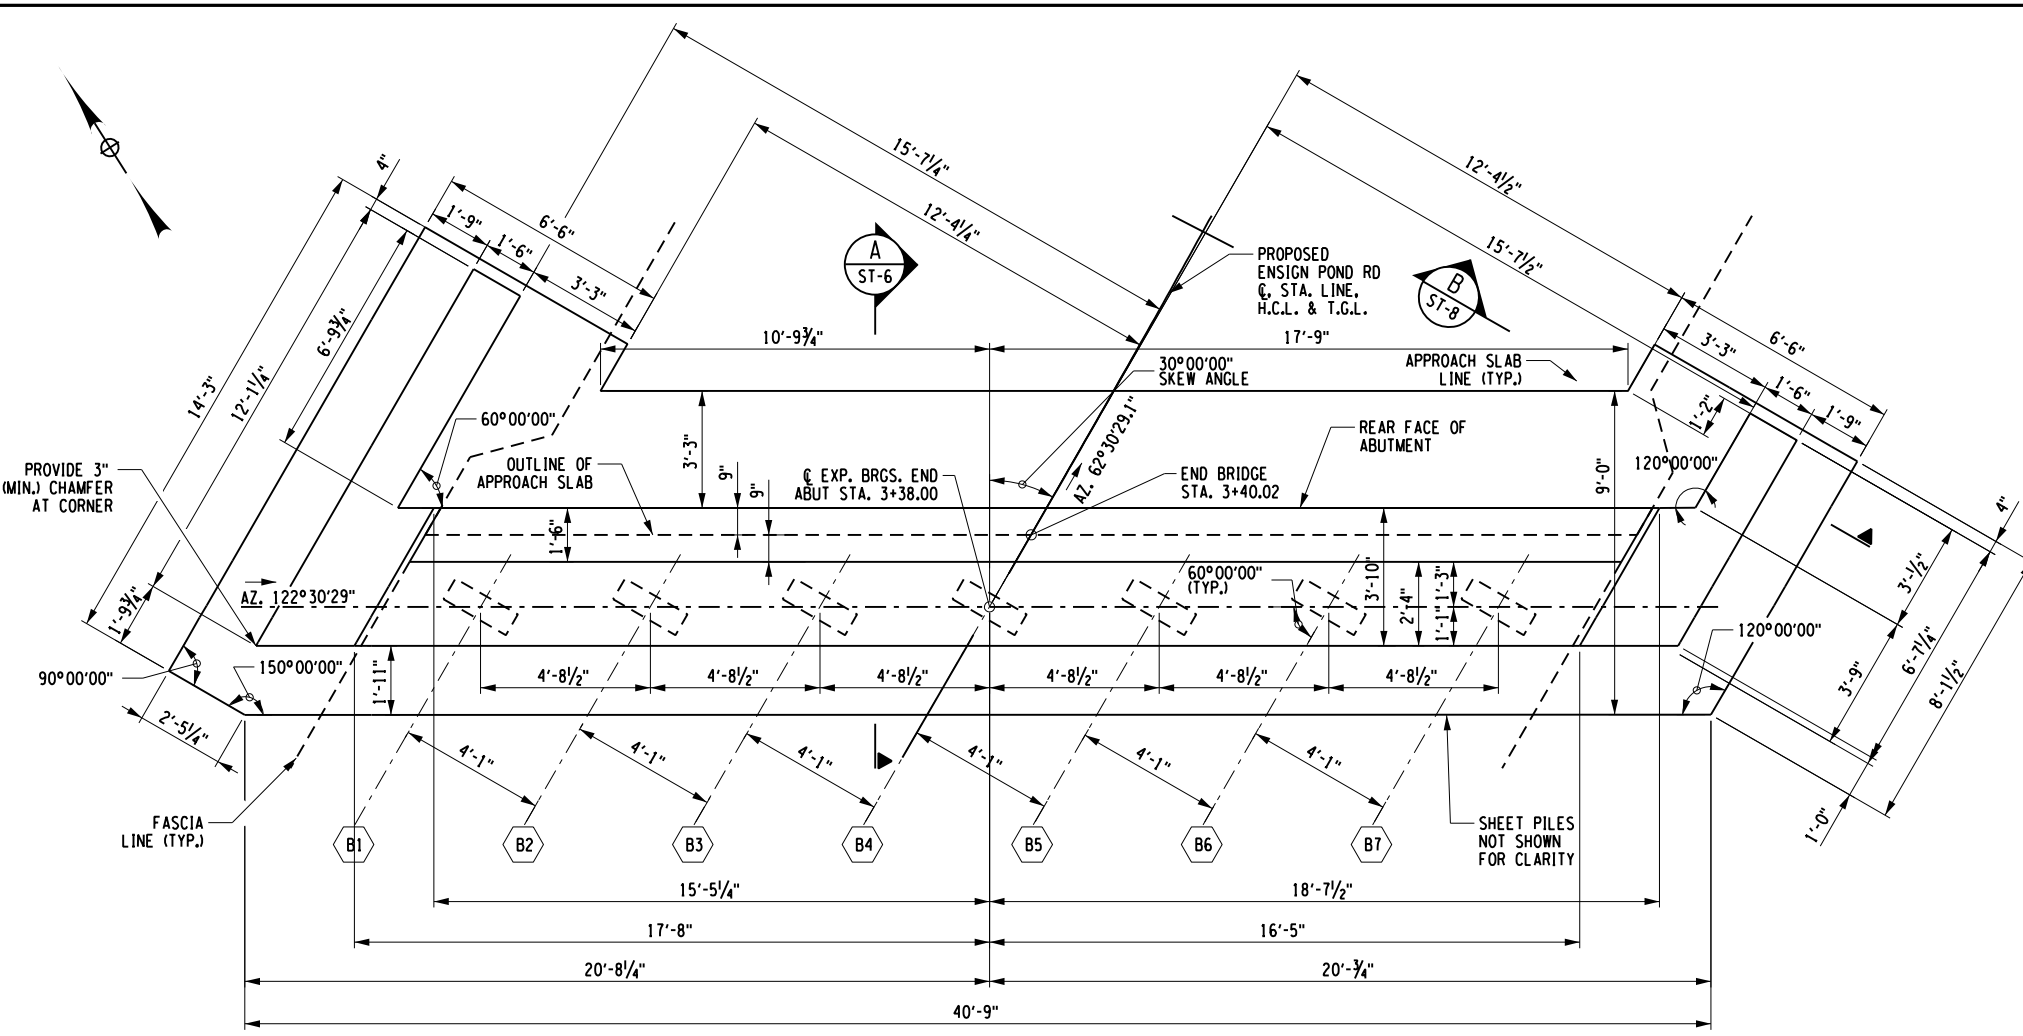 15'-7¼"
12'-4¼"
12'-4½"
15'-7½"
4"
1'-9"
6'-6"
1'-6"
3'-3"
6'-9¾"
12'-1¼"
14'-3"
A
ST-6
PROPOSED
ENSIGN POND RD
℄, STA. LINE,
H.C.L. & T.G.L.
B
ST-8
10'-9¾"
17'-9"
30°00'00"
SKEW ANGLE
APPROACH SLAB
LINE (TYP.)
3'-3"
6'-6"
1'-6"
1'-9"
1'-2"
60°00'00"
3'-3"
AZ. 62°30'29.1"
REAR FACE OF
ABUTMENT
120°00'00"
PROVIDE 3"
(MIN.) CHAMFER
AT CORNER
OUTLINE OF
APPROACH SLAB
9"
9"
℄ EXP. BRGS. END
ABUT STA. 3+38.00
END BRIDGE
STA. 3+40.02
9'-0"
4"
1'-6"
3'-10"
60°00'00"
(TYP.)
2'-4"
1'-3"
1'-1"
3'-½"
AZ. 122°30'29"
1'-9¾"
120°00'00"
90°00'00"
150°00'00"
1'-11"
4'-8½"
4'-8½"
4'-8½"
4'-8½"
4'-8½"
4'-8½"
3'-9"
6'-7¼"
8'-1½"
2'-5¼"
4'-1"
4'-1"
4'-1"
4'-1"
4'-1"
4'-1"
1'-0"
FASCIA
LINE (TYP.)
B1
B2
B3
B4
B5
B6
B7
SHEET PILES
NOT SHOWN
FOR CLARITY
15'-5¼"
18'-7½"
17'-8"
16'-5"
20'-8¼"
20'-¾"
40'-9"